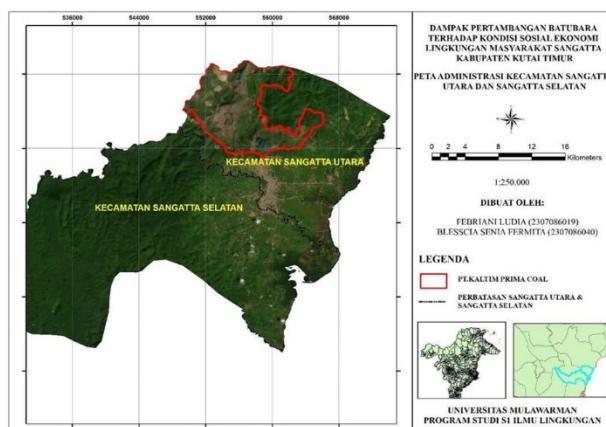 536000 544000 552000 560000 568000
DAMPAK PERTAMBANGAN BATUBARA
TERHADAP KONDISI SOSIAL EKONOMI
LINGKUNGAN MASYARAKAT SANGATTA
KABUPATEN KUTAI TIMUR
PETA ADMINISTRASI KECAMATAN SANGATT
UTARA DAN SANGATTA SELATAN
KECAMATAN SANGATTA UTARA
KECAMATAN SANGATTA SELATAN
0 2 4 8 12 16
Kilometers
1:250.000
DIBUAT OLEH:
FEBRIANI LUDIA (2307086019)
BLESSCIA SENIA FERMITA (2307086040)
LEGENDA
PT.KALTIM PRIMA COAL
PERBATASAN SANGATTA UTARA &
SANGATTA SELATAN
UNIVERSITAS MULAWARMAN
PROGRAM STUDI S1 ILMU LINGKUNGAN